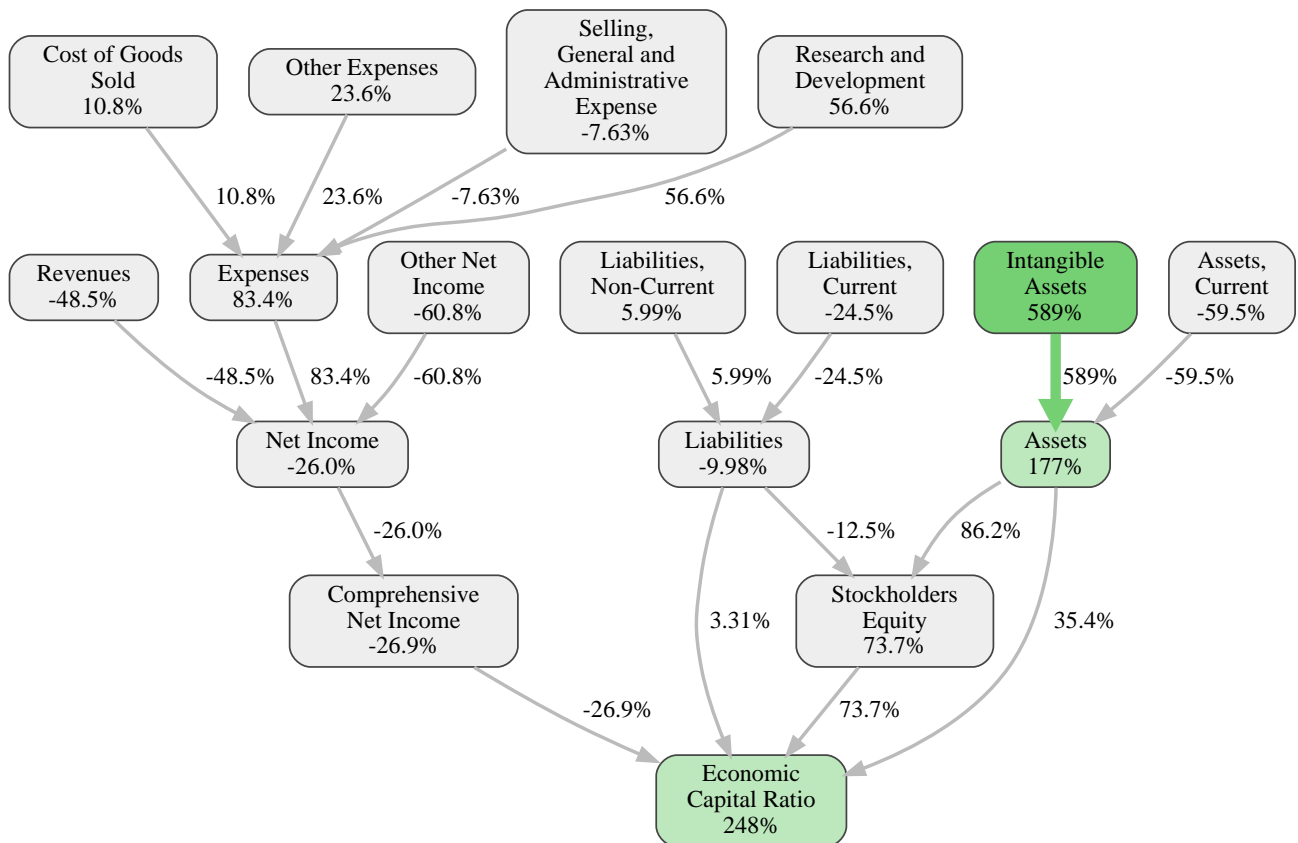 Cost of Goods
Sold
10.8%
Other Expenses
23.6%
Selling,
General and
Administrative
Expense
-7.63%
Research and
Development
56.6%
10.8%
23.6%
-7.63%
56.6%
Revenues
-48.5%
Expenses
83.4%
Other Net
Income
-60.8%
Liabilities,
Non-Current
5.99%
Liabilities,
Current
-24.5%
Intangible
Assets
589%
Assets,
Current
-59.5%
-48.5%
83.4%
-60.8%
5.99%
-24.5%
589%
-59.5%
Net Income
-26.0%
Liabilities
-9.98%
Assets
177%
-26.0%
-12.5%
86.2%
Comprehensive
Net Income
-26.9%
3.31%
Stockholders
Equity
73.7%
35.4%
-26.9%
73.7%
Economic
Capital Ratio
248%